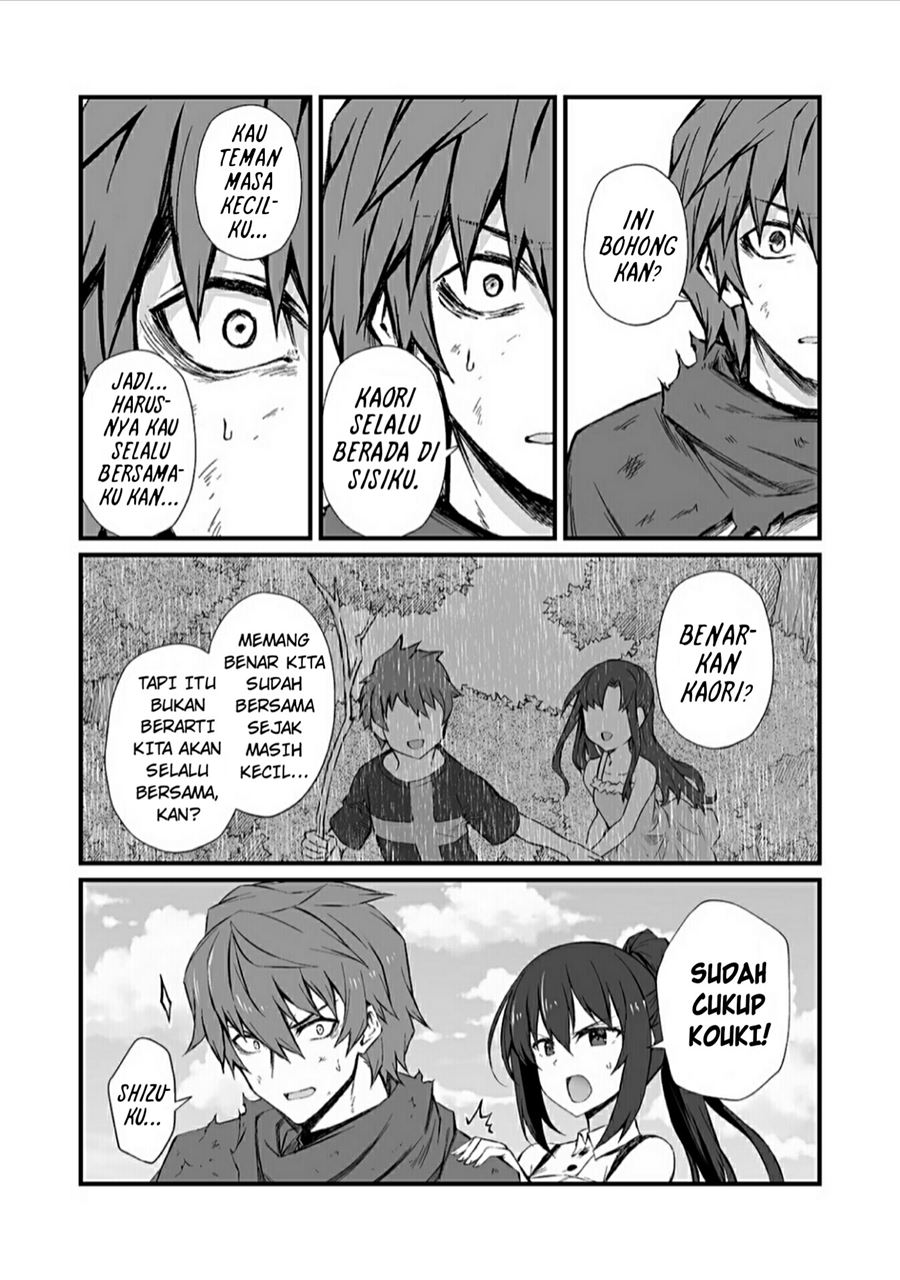 INI
BOHONG
KAN?
KAORI
SELALU
BERADA DI
SISIKU.
KAU
TEMAN
MASA
KECIL-
KU...
JADI...
HARUS-
NYA KAU
SELALU
BERSAMA-
KU KAN...
BENAR-
KAN
KAORI?
MEMANG
BENAR KITA
SUDAH
BERSAMA
SEJAK
MASIH
KECIL...
TAPI ITU
BUKAN
BERARTI
KITA AKAN
SELALU
BERSAMA,
KAN?
SUDAH
CUKUP
KOUKI!
SHIZU-
KU...